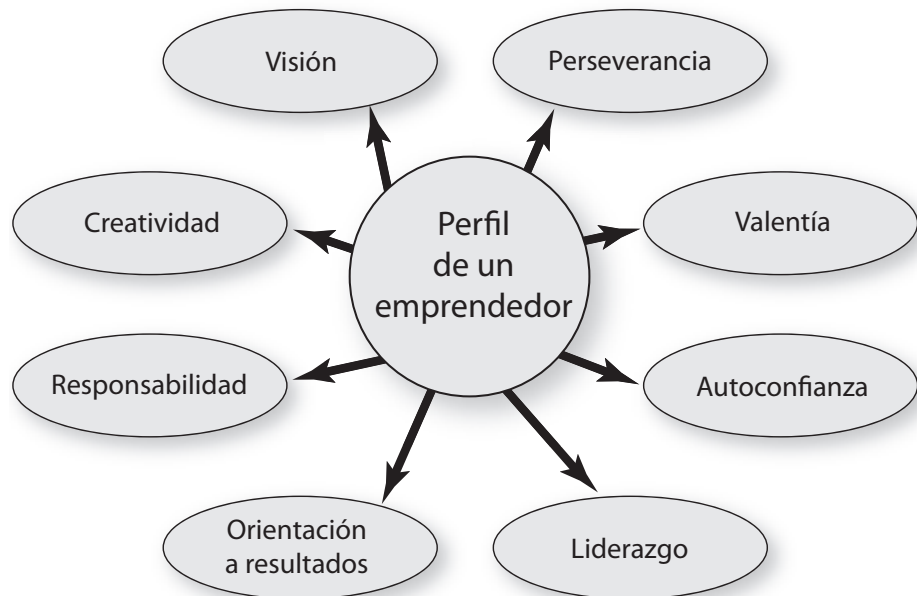 Visión
Perseverancia
Creatividad
Perfil
de un
emprendedor
Valentía
Responsabilidad
Autoconfianza
Orientación
a resultados
Liderazgo